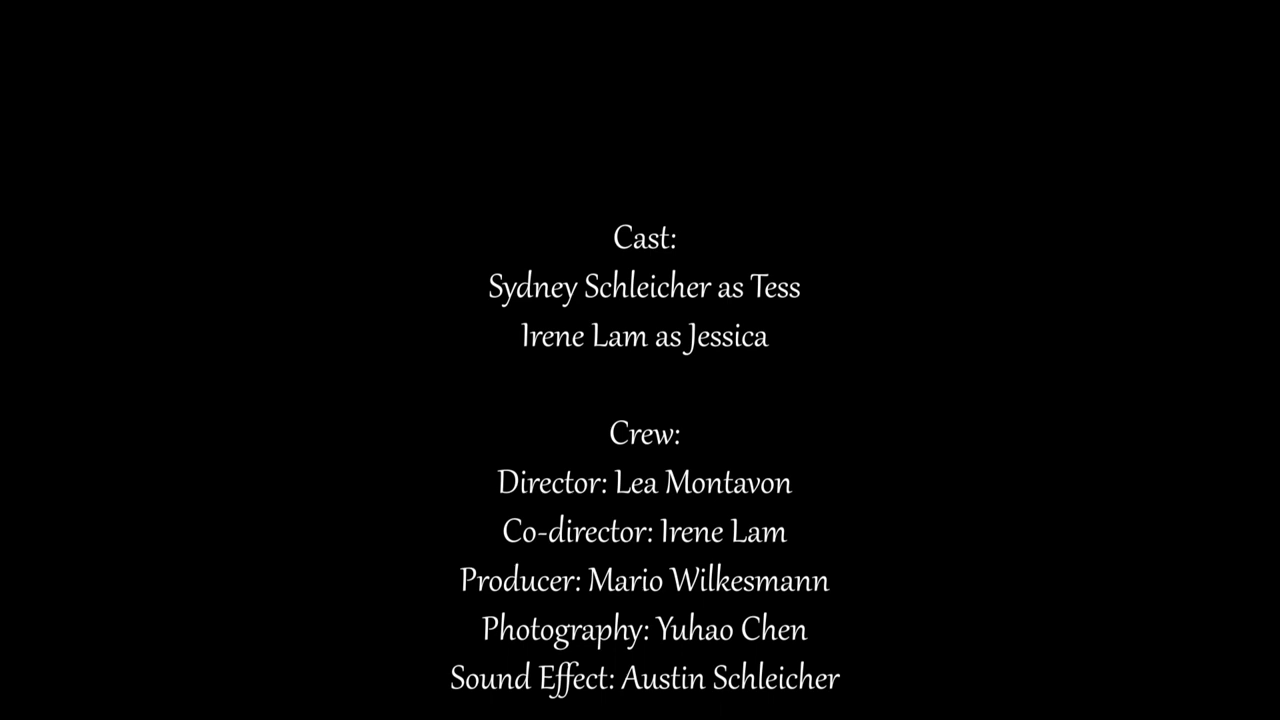 Cast:
Sydney Schleicher as Tess
Irene Lam as Jessica
Crew:
Director: Lea Montavon
Co-director: Irene Lam
Producer: Mario Wilkesmann
Photography: Yuhao Chen
Sound Effect: Austin Schleicher